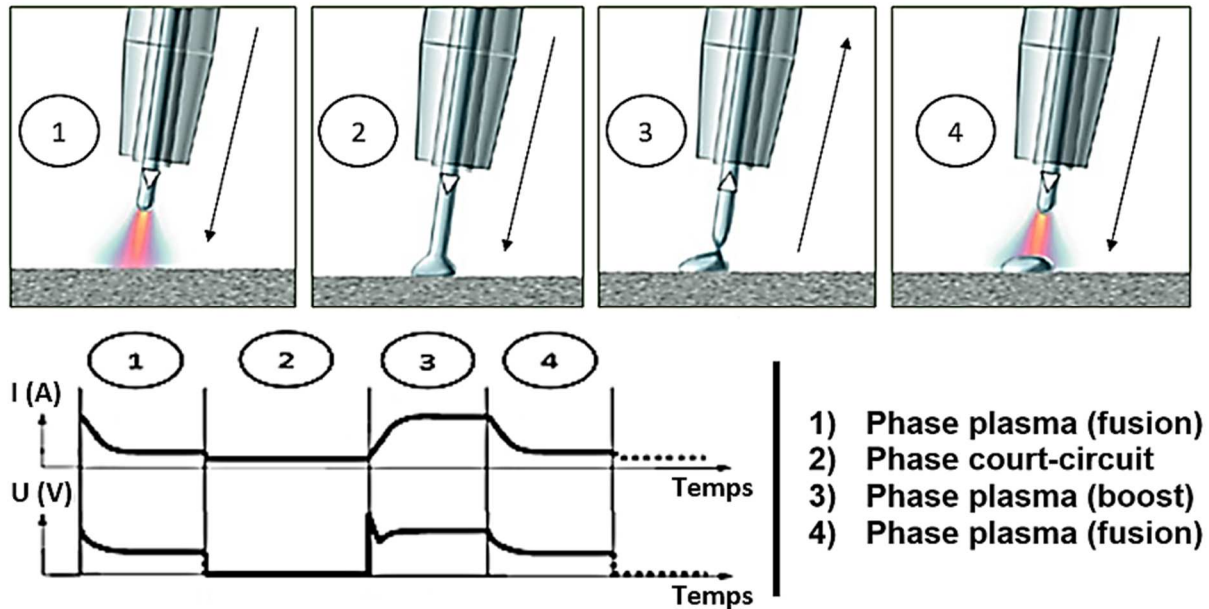 1
2
3
4
1
2
3
4
I (A)
Temps
U (V)
Temps
1) Phase plasma (fusion)
2) Phase court-circuit
3) Phase plasma (boost)
4) Phase plasma (fusion)